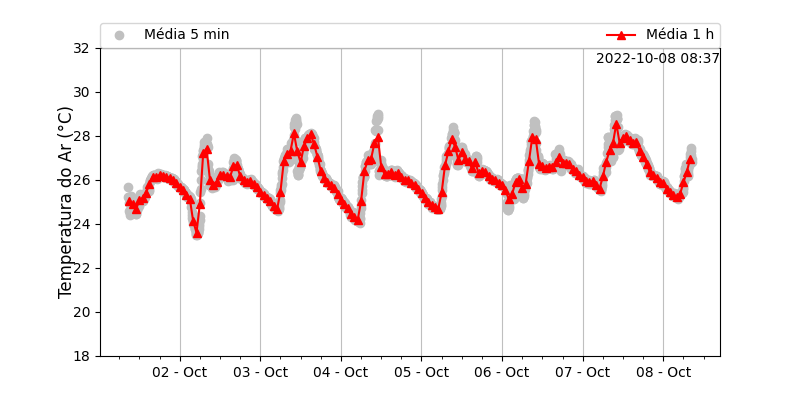 Média 5 min
Média 1 h
2022-10-08 08:37
Temperatura do Ar (°C)
32
30
28
26
24
22
20
18
02 - Oct
03 - Oct
04 - Oct
05 - Oct
06 - Oct
07 - Oct
08 - Oct